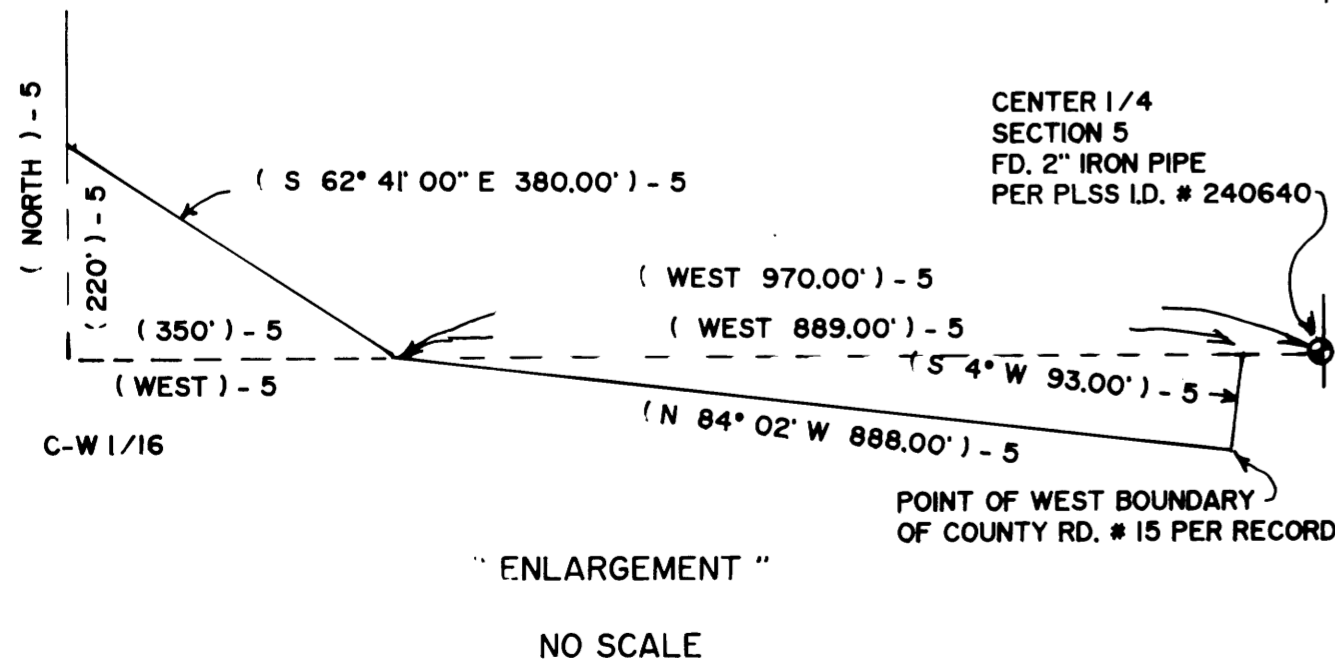 CENTER 1/4
SECTION 5
FD. 2" IRON PIPE
PER PLSS I.D. # 240640
( NORTH ) - 5
( 220' ) - 5
( S 62° 41' 00" E 380.00' ) - 5
( WEST 970.00' ) - 5
( 350' ) - 5
( WEST 889.00' ) - 5
( WEST ) - 5
( S 4° W 93.00' ) - 5
( N 84° 02' W 888.00' ) - 5
C-W 1/16
POINT OF WEST BOUNDARY
OF COUNTY RD. # 15 PER RECORD
" ENLARGEMENT "
NO SCALE